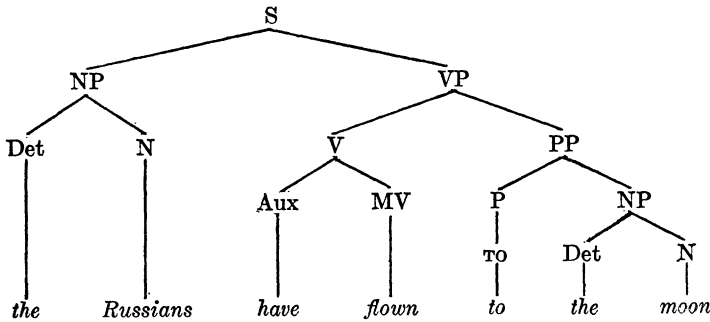 S
NP VP
Det N V PP
Aux MV P NP
TO Det N
the Russians have flown to the moon